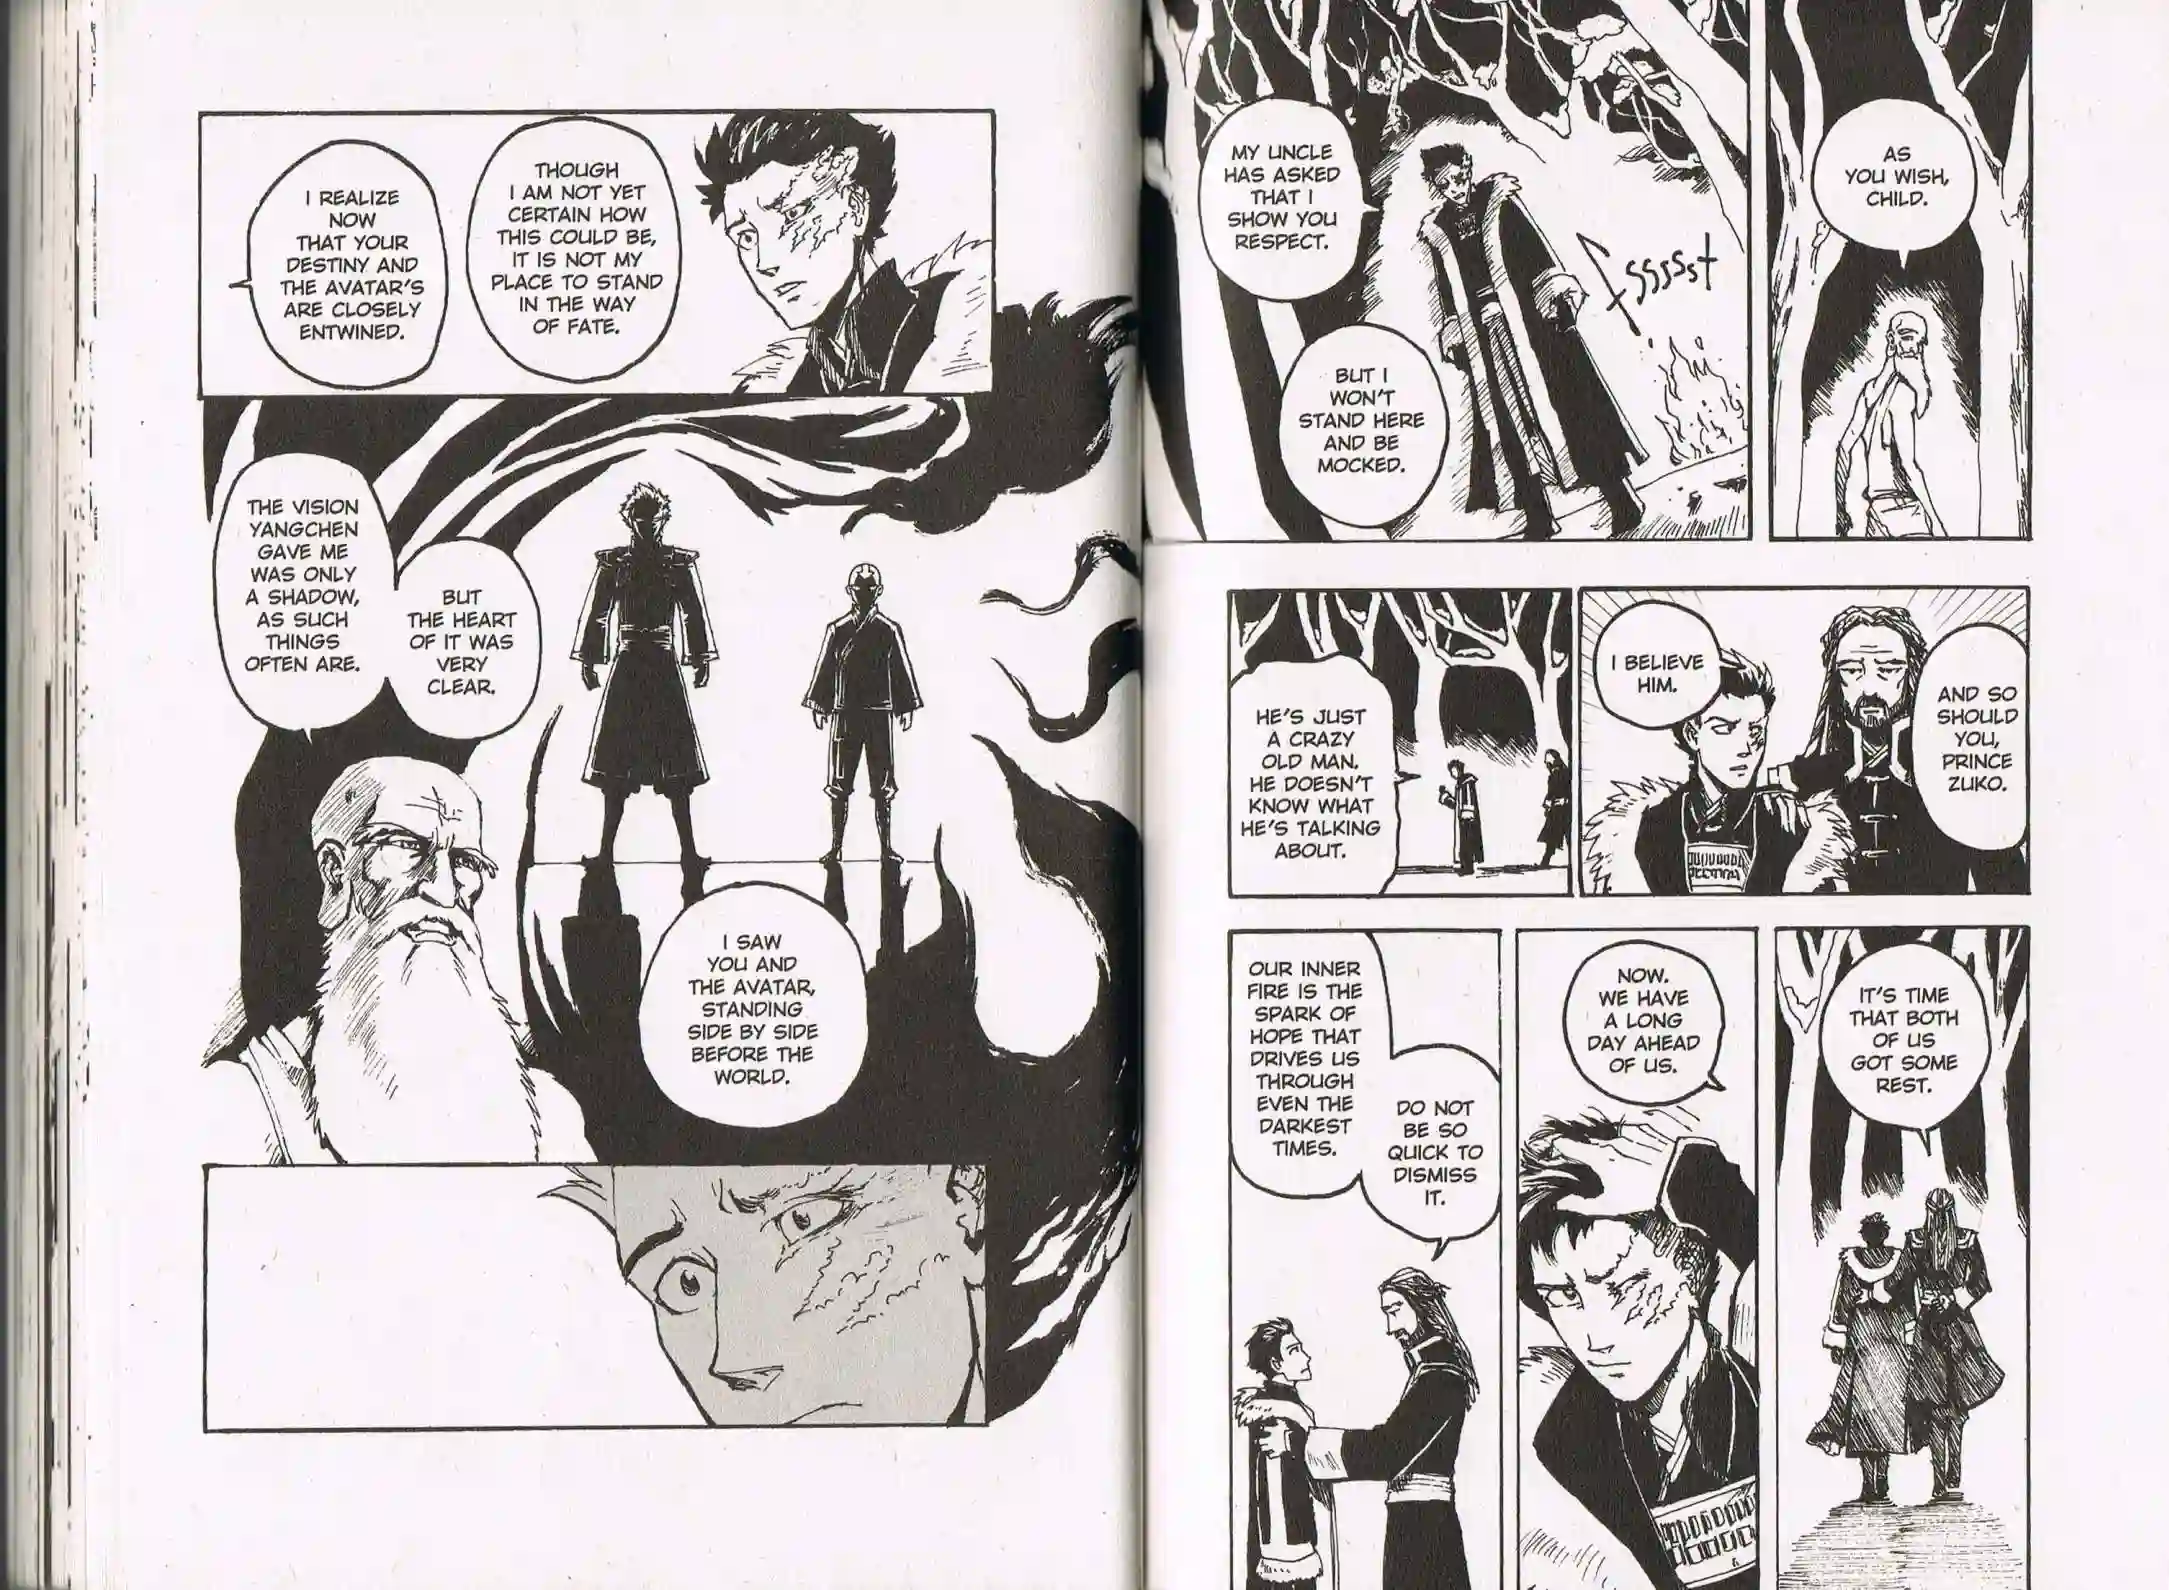 THOUGH
I AM NOT YET
CERTAIN HOW
THIS COULD BE,
IT IS NOT MY
PLACE TO STAND
IN THE WAY
OF FATE.
I REALIZE
NOW
THAT YOUR
DESTINY AND
THE AVATAR'S
ARE CLOSELY
ENTWINED.
THE VISION
YANGCHEN
GAVE ME
WAS ONLY
A SHADOW,
AS SUCH
THINGS
OFTEN ARE.
BUT
THE HEART
OF IT WAS
VERY
CLEAR.
I SAW
YOU AND
THE AVATAR,
STANDING
SIDE BY SIDE
BEFORE THE
WORLD.
MY UNCLE
HAS ASKED
THAT I
SHOW YOU
RESPECT.
BUT I
WON'T
STAND HERE
AND BE
MOCKED.
fssssst
AS
YOU WISH,
CHILD.
HE'S JUST
A CRAZY
OLD MAN.
HE DOESN'T
KNOW WHAT
HE'S TALKING
ABOUT.
I BELIEVE
HIM.
AND SO
SHOULD
YOU,
PRINCE
ZUKO.
OUR INNER
FIRE IS THE
SPARK OF
HOPE THAT
DRIVES US
THROUGH
EVEN THE
DARKEST
TIMES.
DO NOT
BE SO
QUICK TO
DISMISS
IT.
NOW.
WE HAVE
A LONG
DAY AHEAD
OF US.
IT'S TIME
THAT BOTH
OF US
GOT SOME
REST.